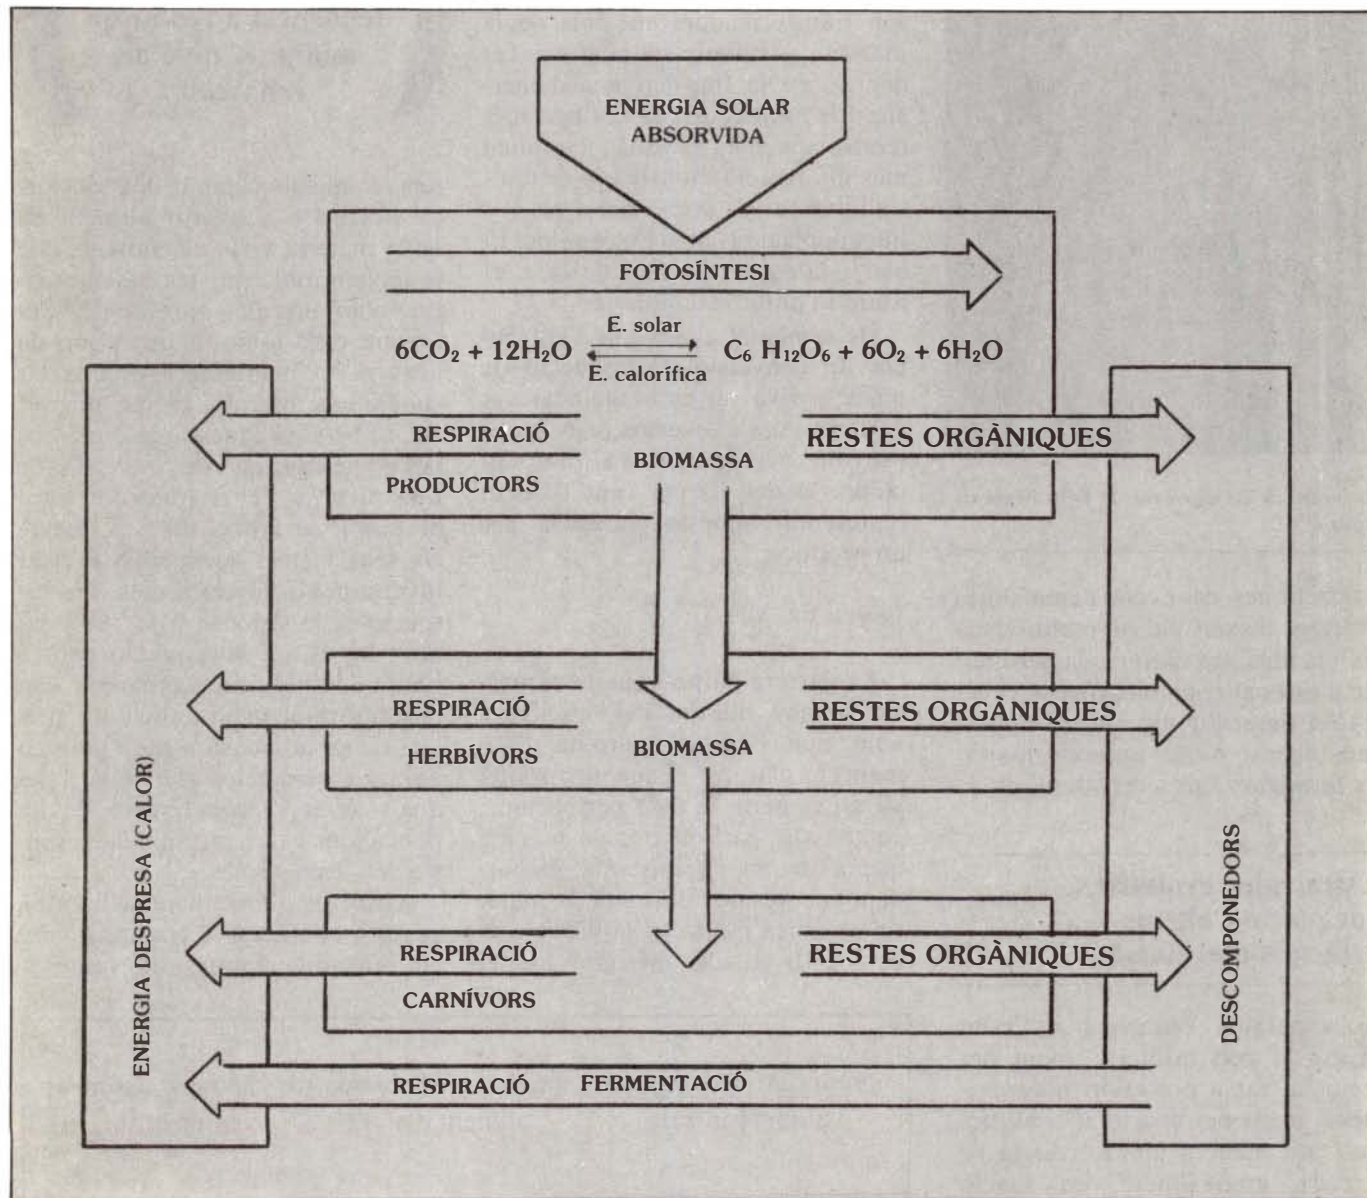 ENERGIA SOLAR
ABSORVIDA
FOTOSÍNTESI
E. solar
6CO₂ + 12H₂O
C₆ H₁₂O₆ + 6O₂ + 6H₂O
E. calorífica
RESPIRACIÓ
RESTES ORGÀNIQUES
BIOMASSA
PRODUCTORS
RESPIRACIÓ
RESTES ORGÀNIQUES
HERBÍVORS
BIOMASSA
RESPIRACIÓ
RESTES ORGÀNIQUES
CARNÍVORS
RESPIRACIÓ
FERMENTACIÓ
ENERGIA DESPRESA (CALOR)
DESCOMPONEDORS